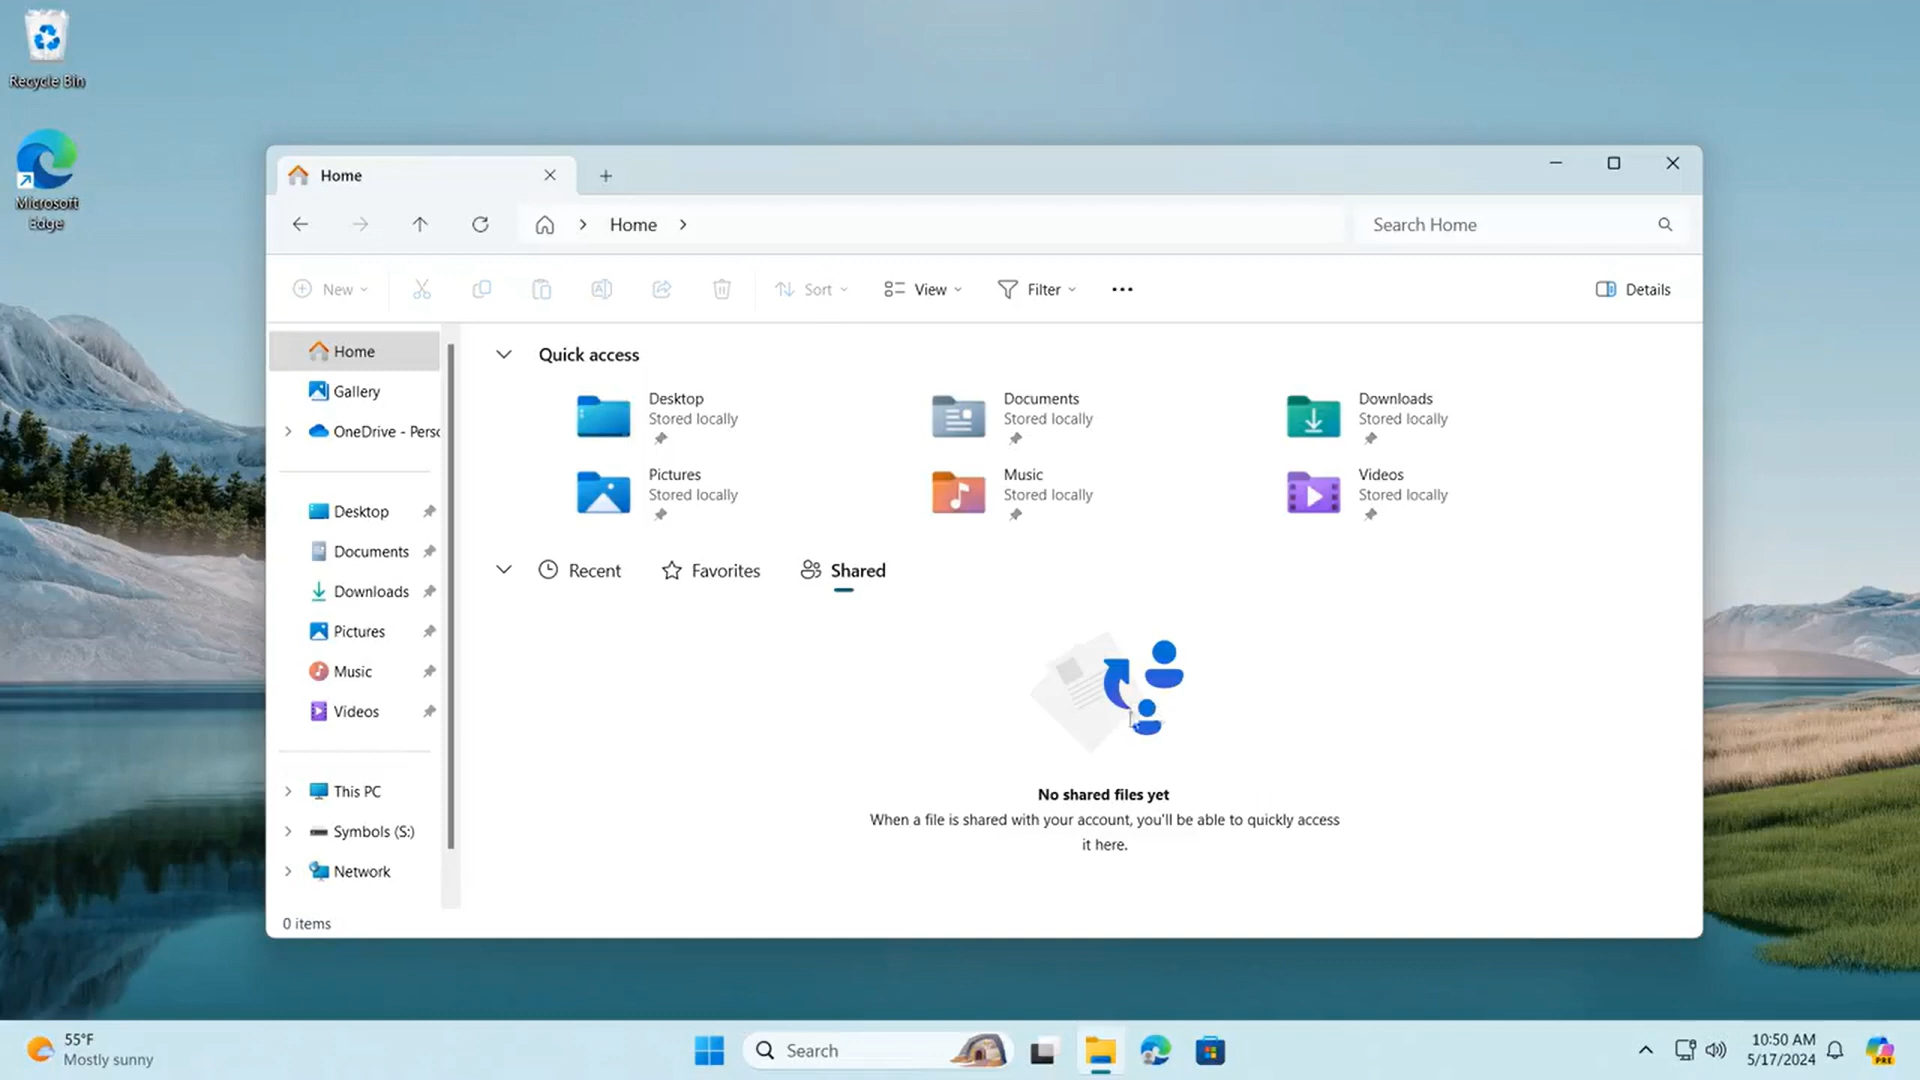 Recycle Bin
Microsoft
Edge
Home
Home
Search Home
New
Sort
View
Filter
Details
Home
Gallery
OneDrive - Perso
Desktop
Documents
Downloads
Pictures
Music
Videos
This PC
Symbols (S:)
Network
Quick access
Desktop
Stored locally
Documents
Stored locally
Downloads
Stored locally
Pictures
Stored locally
Music
Stored locally
Videos
Stored locally
Recent
Favorites
Shared
No shared files yet
When a file is shared with your account, you'll be able to quickly access
it here.
0 items
55°F
Mostly sunny
Search
10:50 AM
5/17/2024
PRE